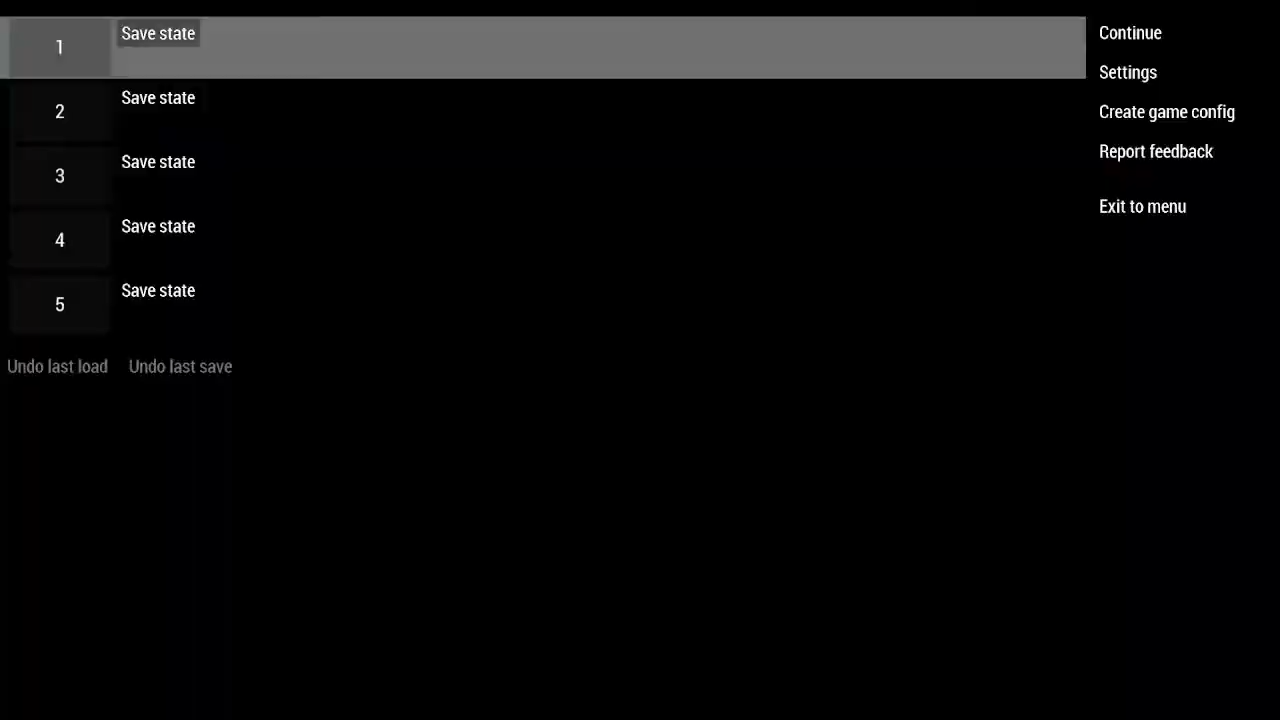 1 Save state
2 Save state
3 Save state
4 Save state
5 Save state
Undo last load Undo last save
Continue
Settings
Create game config
Report feedback
Exit to menu